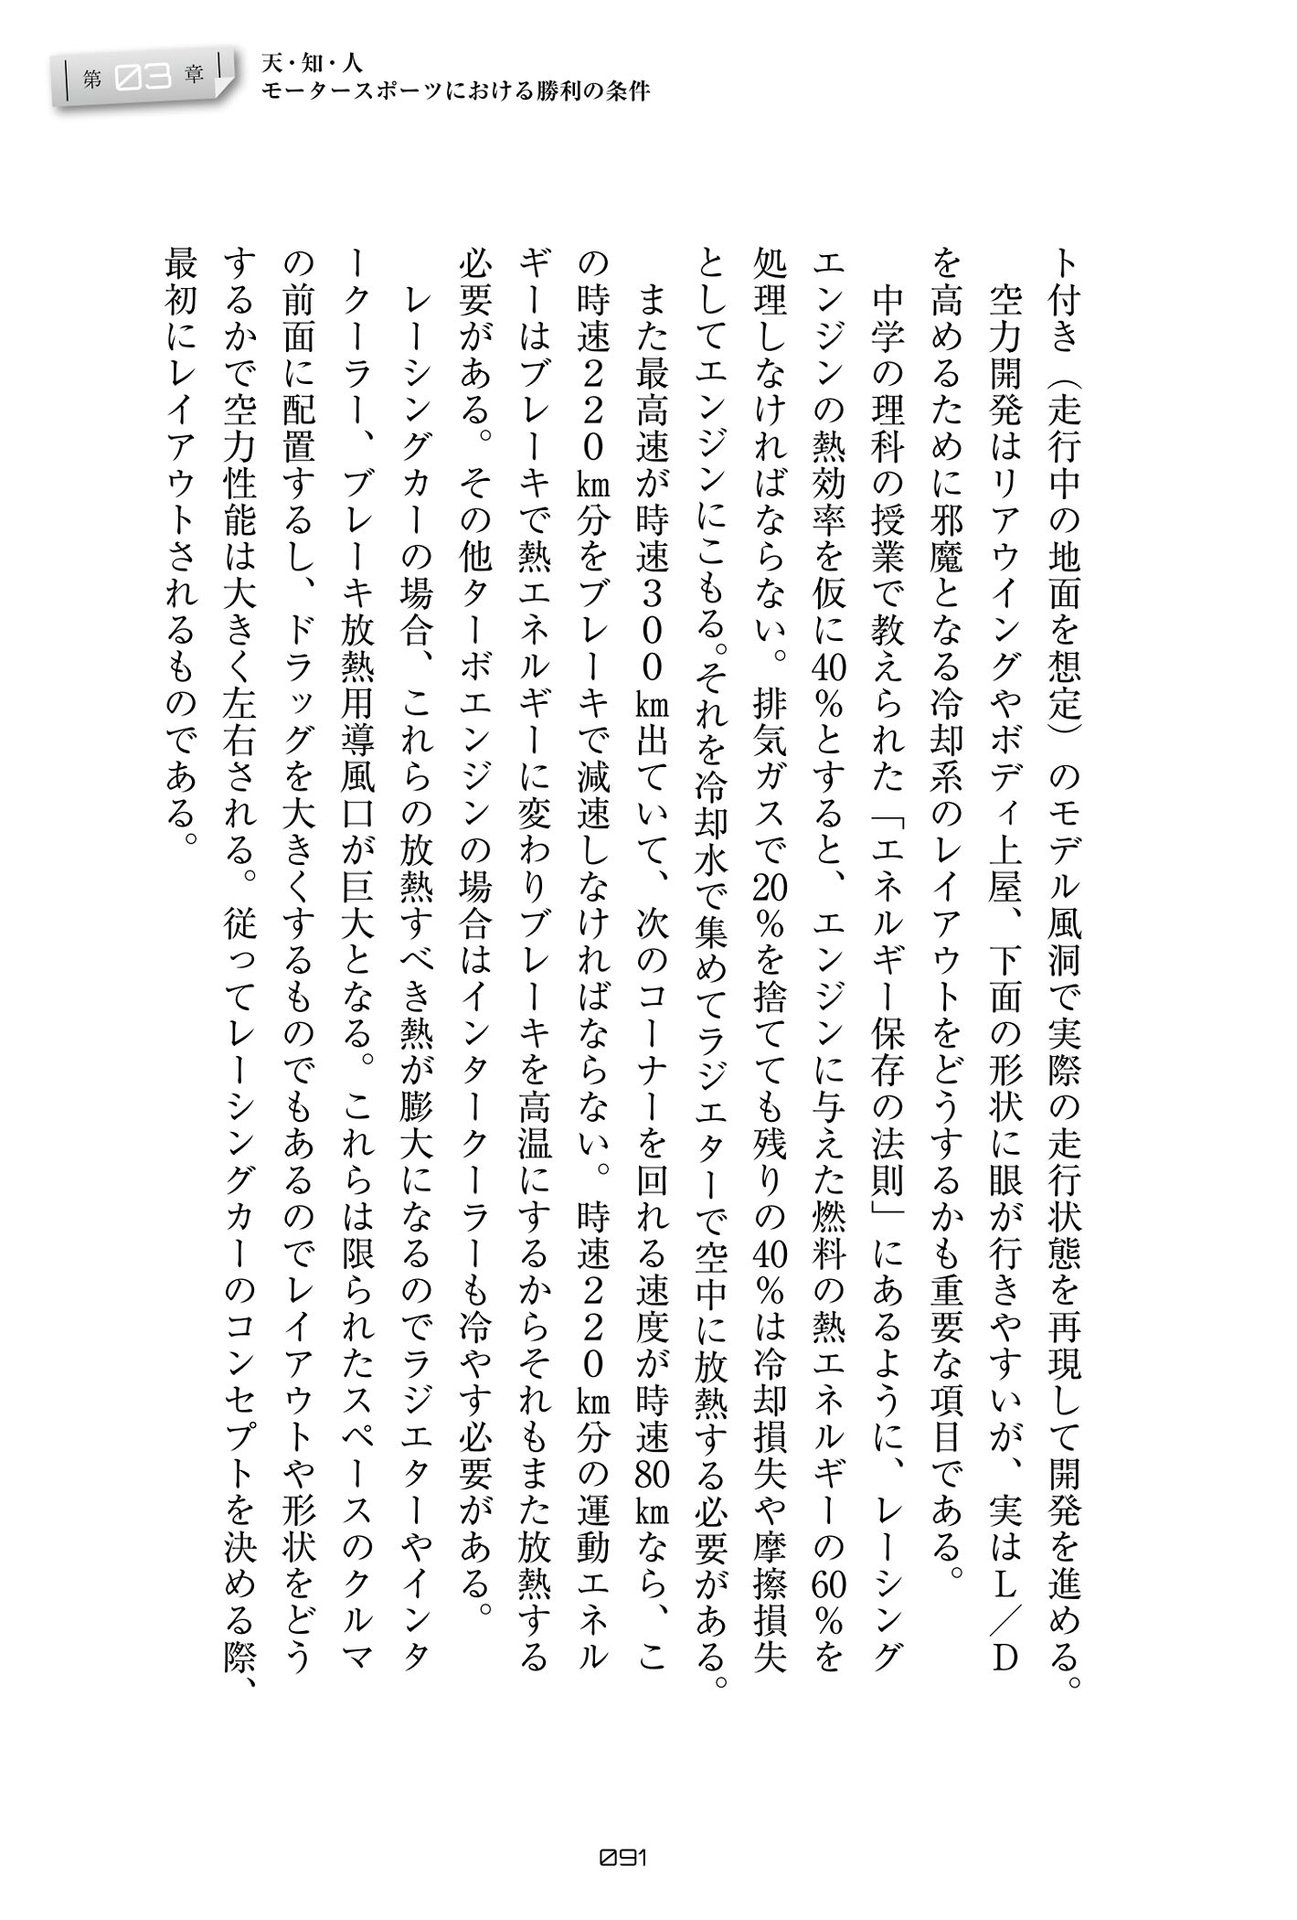 第03章
天・知・人
モータースポーツにおける勝利の条件
ト付き（走行中の地面を想定）のモデル風洞で実際の走行状態を再現して開発を進める。
空力開発はリアウイングやボディ上屋、下面の形状に眼が行きやすいが、実はＬ／Ｄ
を高めるために邪魔となる冷却系のレイアウトをどうするかも重要な項目である。
中学の理科の授業で教えられた「エネルギー保存の法則」にあるように、レーシング
エンジンの熱効率を仮に40％とすると、エンジンに与えた燃料の熱エネルギーの60％を
処理しなければならない。排気ガスで20％を捨てても残りの40％は冷却損失や摩擦損失
としてエンジンにこもる。それを冷却水で集めてラジエターで空中に放熱する必要がある。
また最高速が時速３００㎞出ていて、次のコーナーを回れる速度が時速80㎞なら、こ
の時速２２０㎞分をブレーキで減速しなければならない。時速２２０㎞分の運動エネル
ギーはブレーキで熱エネルギーに変わりブレーキを高温にするからそれもまた放熱する
必要がある。その他ターボエンジンの場合はインタークーラーも冷やす必要がある。
レーシングカーの場合、これらの放熱すべき熱が膨大になるのでラジエターやインタ
ークーラー、ブレーキ放熱用導風口が巨大となる。これらは限られたスペースのクルマ
の前面に配置するし、ドラッグを大きくするものでもあるのでレイアウトや形状をどう
するかで空力性能は大きく左右される。従ってレーシングカーのコンセプトを決める際、
最初にレイアウトされるものである。
091